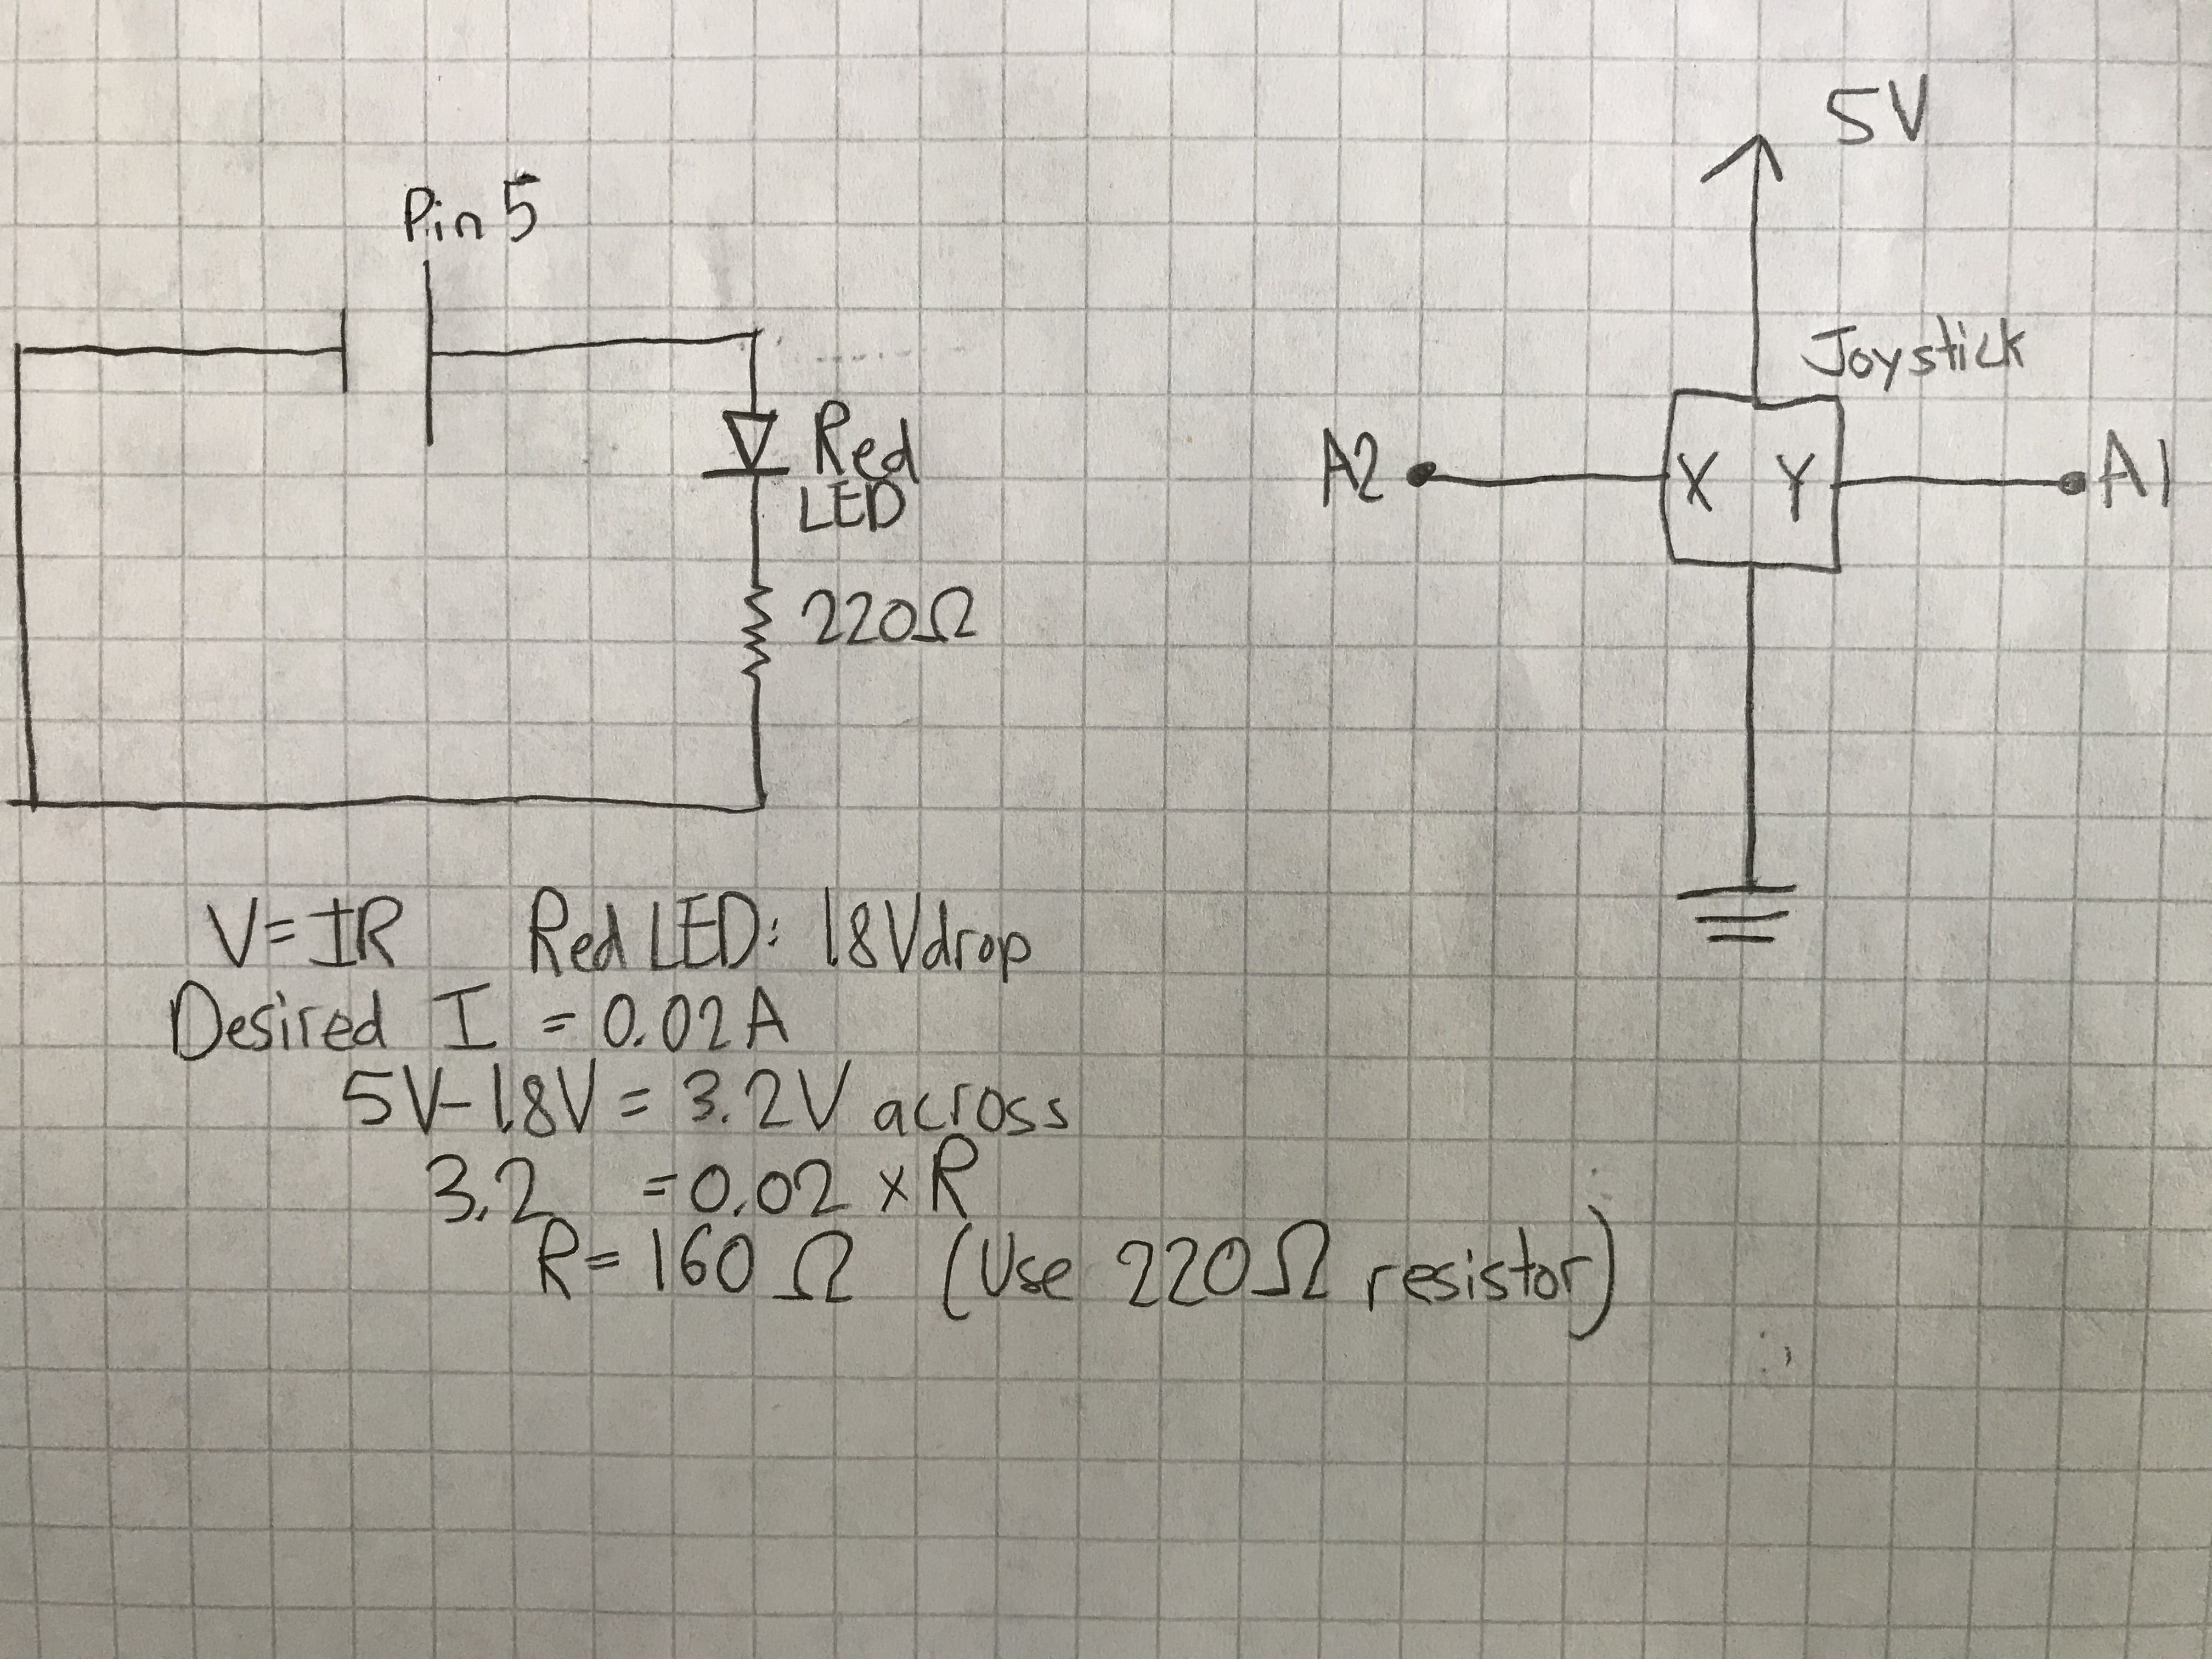 Pin 5
Red
LED
220Ω
5V
Joystick
A2
X Y
A1
V=IR Red LED: 1.8V drop
Desired I = 0.02A
5V-1.8V = 3.2V across
3.2 = 0.02 x R
R= 160 Ω (Use 220Ω resistor)